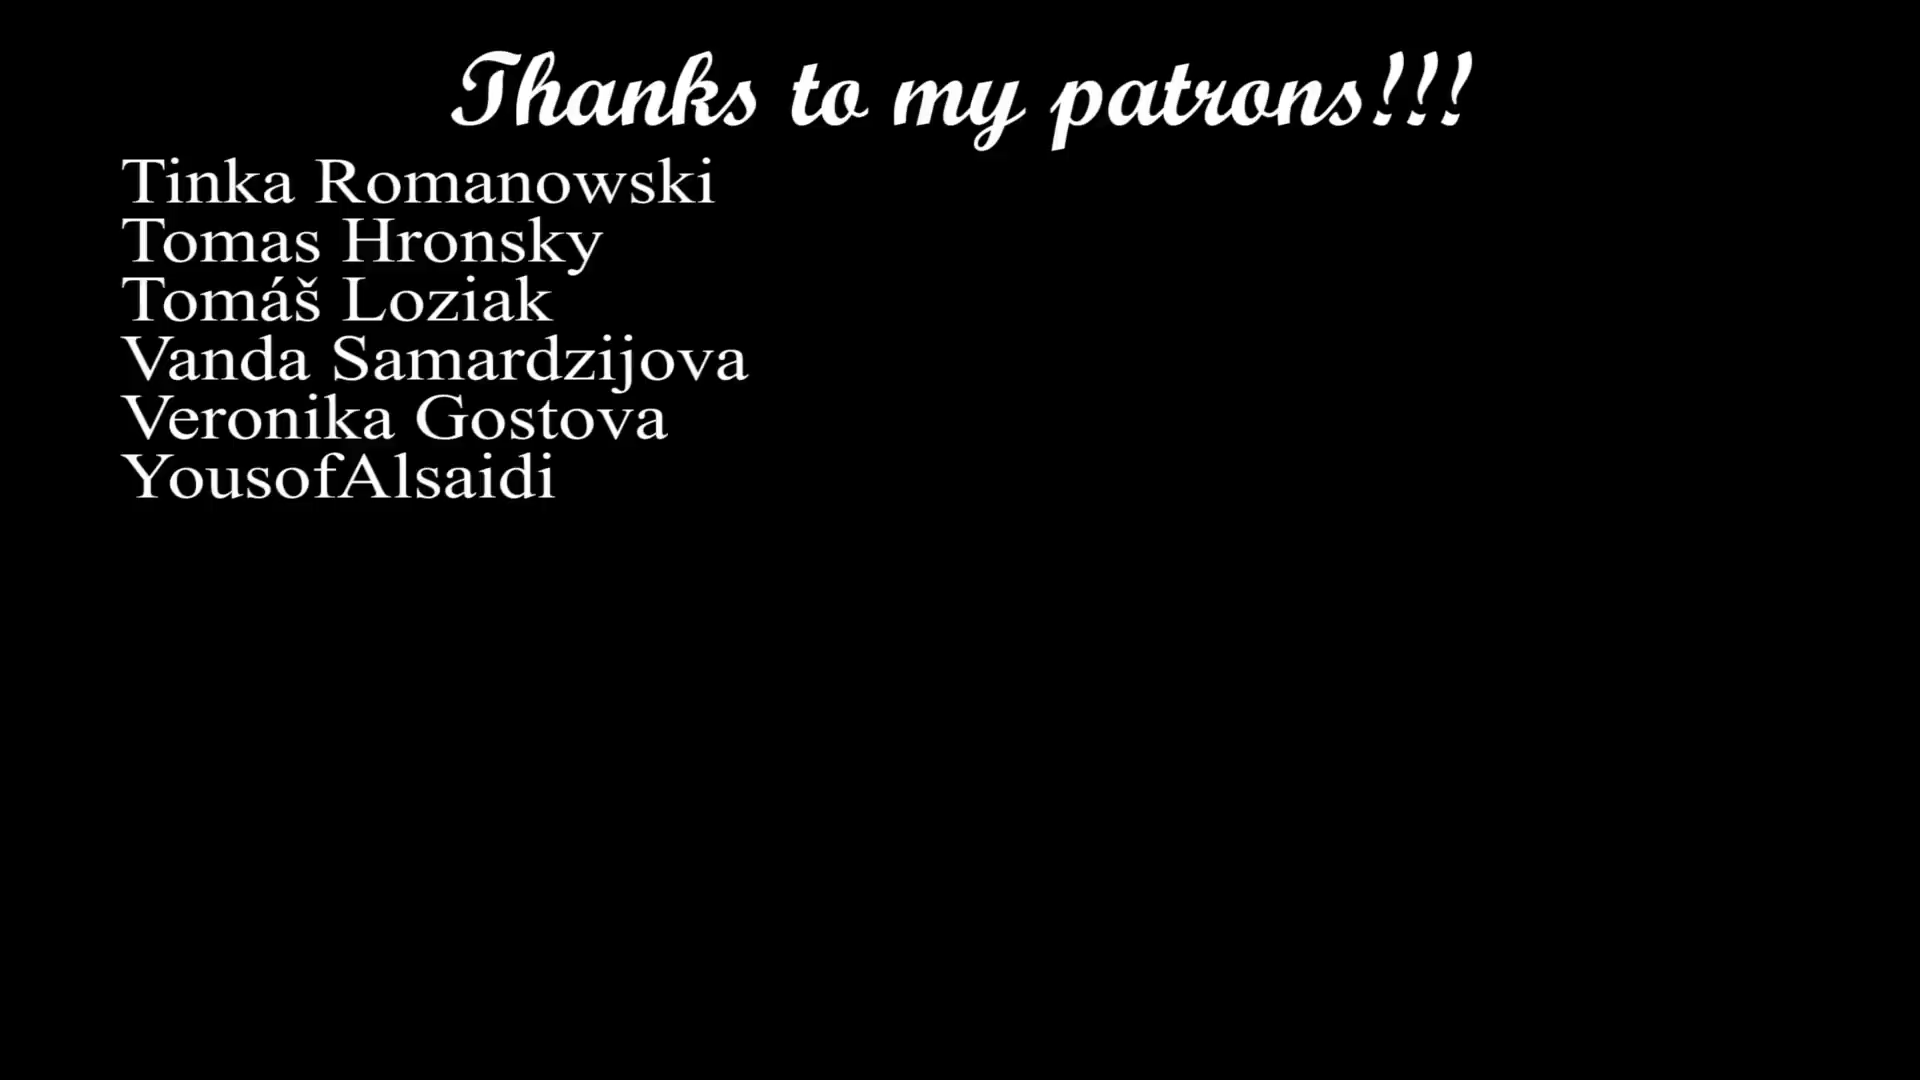 Thanks to my patrons!!!
Tinka Romanowski
Tomas Hronsky
Tomáš Loziak
Vanda Samardzijova
Veronika Gostova
YousofAlsaidi